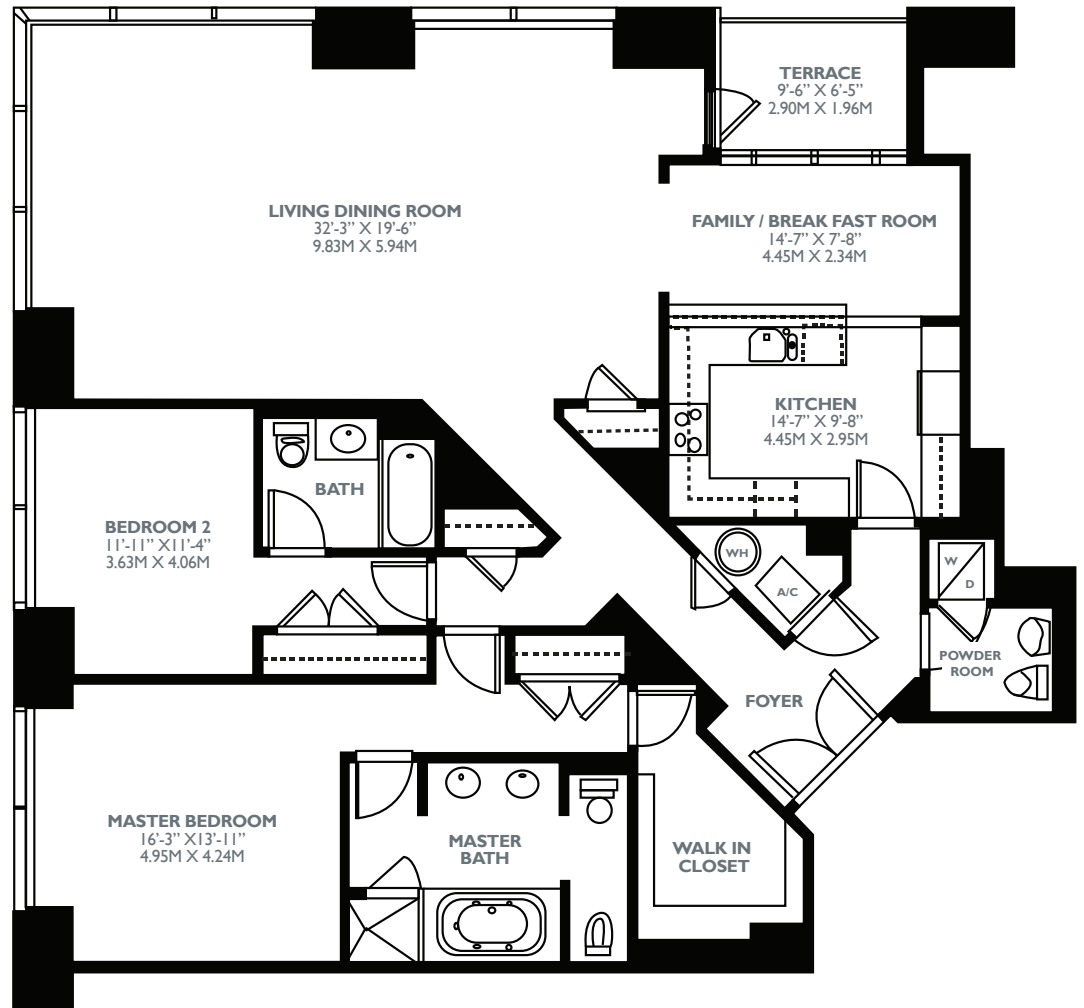 TERRACE
9'-6” X 6'-5”
2.90M X 1.96M
LIVING DINING ROOM
32'-3” X 19'-6”
9.83M X 5.94M
FAMILY / BREAK FAST ROOM
14'-7” X 7'-8”
4.45M X 2.34M
KITCHEN
14'-7” X 9'-8”
4.45M X 2.95M
BATH
BEDROOM 2
11'-11” X11'-4”
3.63M X 4.06M
WH
A/C
W
D
POWDER
ROOM
FOYER
MASTER BEDROOM
16'-3” X13'-11”
4.95M X 4.24M
MASTER
BATH
WALK IN
CLOSET